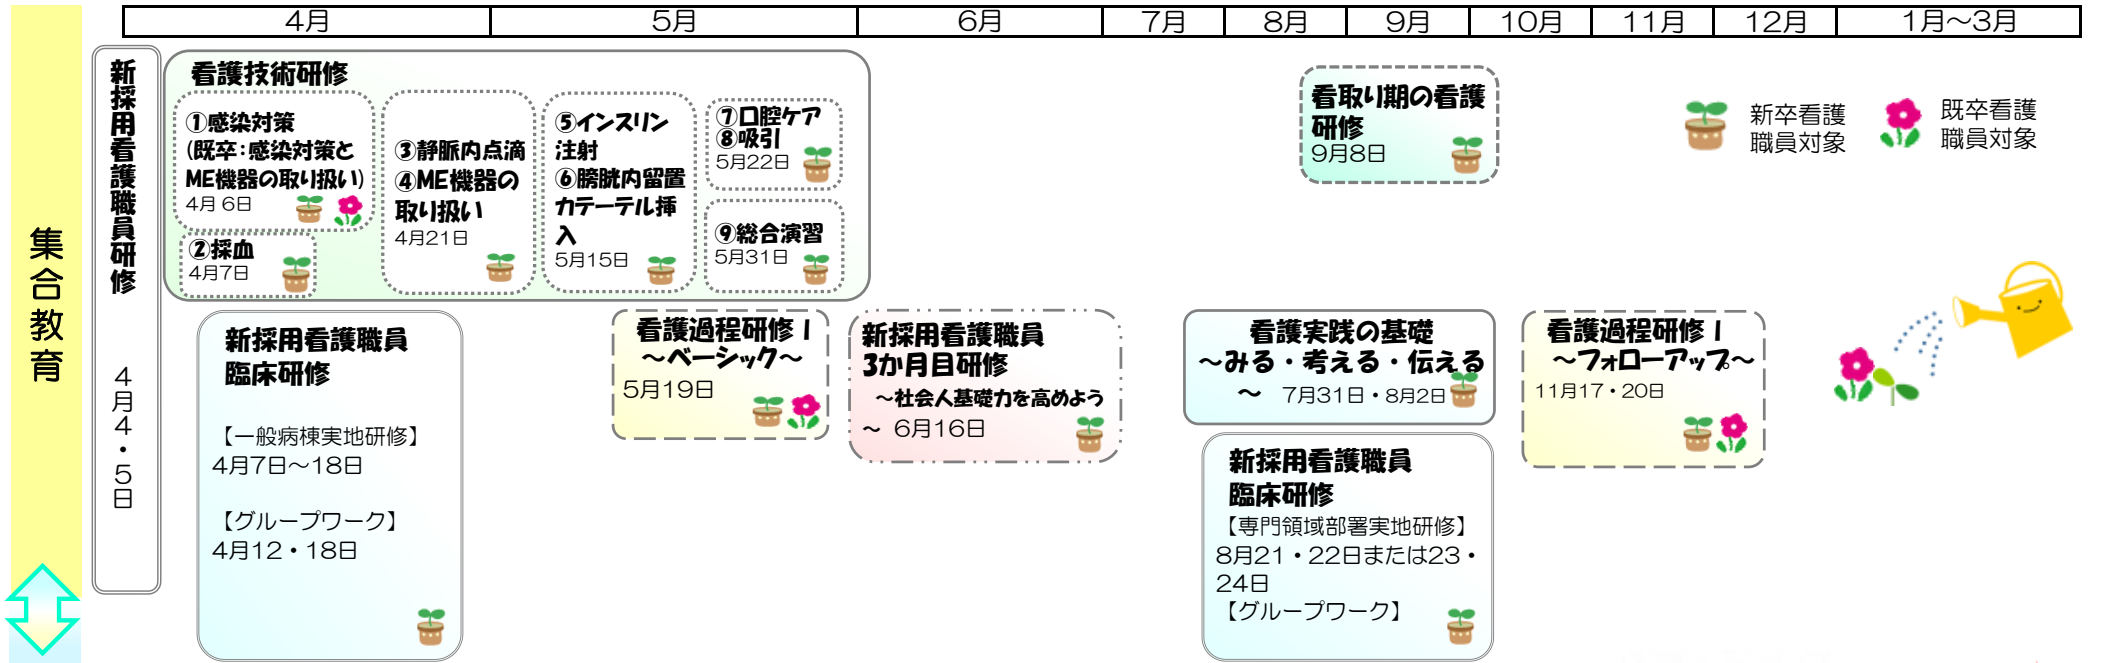 4月 5月 6月 7月 8月 9月 10月 11月 12月 1月～3月
集合教育
新採用看護職員研修 4月4・5日
看護技術研修
①感染対策
(既卒:感染対策と
ME機器の取り扱い)
4月 6日
②採血
4月7日
③静脈内点滴
④ME機器の
取り扱い
4月21日
⑤インスリン
注射
⑥膀胱内留置
カテーテル挿
入
5月15日
⑦口腔ケア
⑧吸引
5月22日
⑨総合演習
5月31日
看取り期の看護
研修
9月8日
新卒看護
職員対象
既卒看護
職員対象
新採用看護職員
臨床研修
【一般病棟実地研修】
4月7日～18日
【グループワーク】
4月12・18日
看護過程研修Ⅰ
～ベーシック～
5月19日
新採用看護職員
3か月目研修
～社会人基礎力を高めよう
～ 6月16日
看護実践の基礎
～みる・考える・伝える
～ 7月31日・8月2日
新採用看護職員
臨床研修
【専門領域部署実地研修】
8月21・22日または23・
24日
【グループワーク】
看護過程研修Ⅰ
～フォローアップ～
11月17・20日